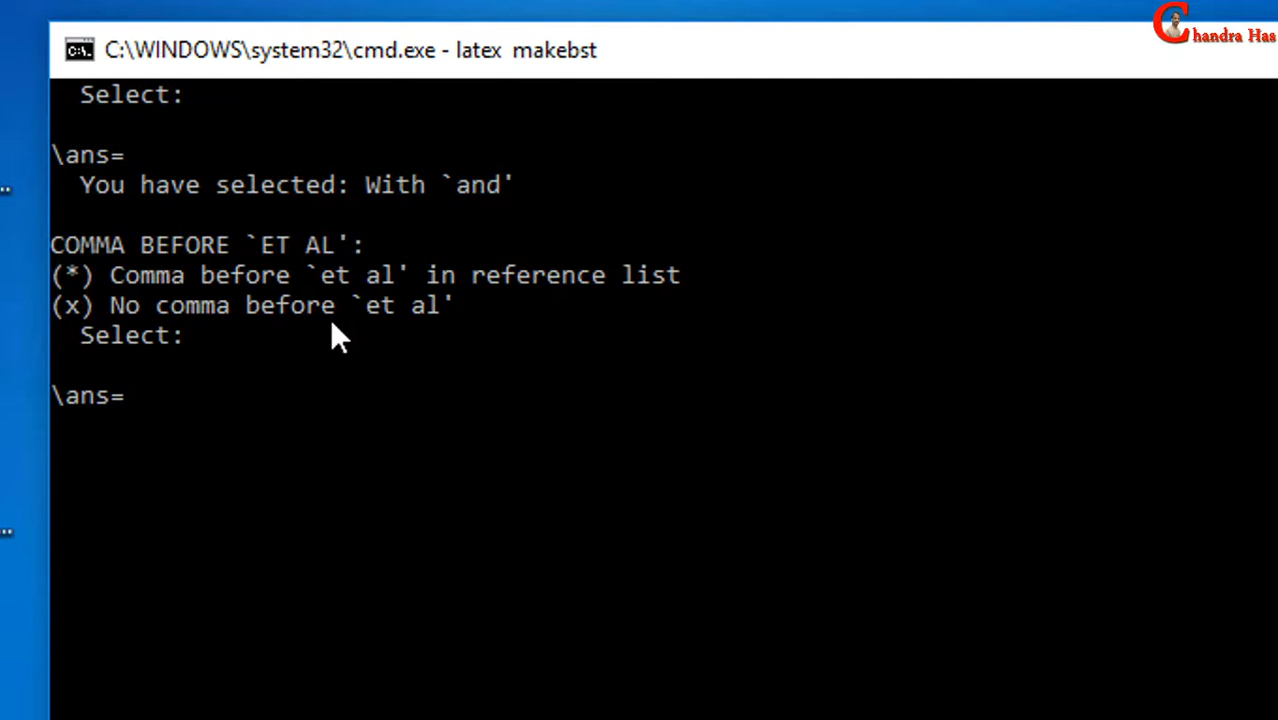 Chandra Has
C:\WINDOWS\system32\cmd.exe - latex  makebst
Select:
\ans=
You have selected: With `and'
COMMA BEFORE `ET AL':
(*) Comma before `et al' in reference list
(x) No comma before `et al'
Select:
\ans=